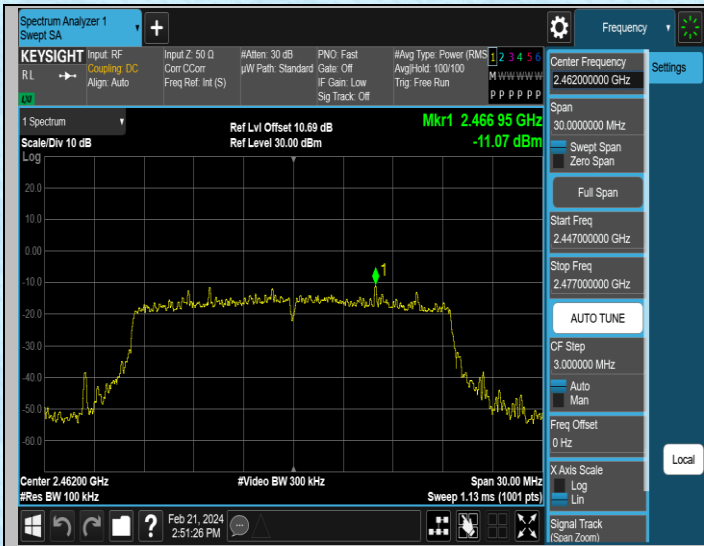 Spectrum Analyzer 1
Swept SA
Frequency
KEYSIGHT
RL
LXI
Input: RF
Coupling: DC
Align: Auto
Input Z: 50 Ω
Corr CCorr
Freq Ref: Int (S)
#Atten: 30 dB
µW Path: Standard
PNO: Fast
Gate: Off
IF Gain: Low
Sig Track: Off
#Avg Type: Power (RMS
Avg|Hold: 100/100
Trig: Free Run
1 2 3 4 5 6
M W W W W W
P P P P P P
1 Spectrum
Scale/Div 10 dB
Ref Lvl Offset 10.69 dB
Ref Level 30.00 dBm
Mkr1 2.466 95 GHz
-11.07 dBm
Log
20.0
10.0
0.00
-10.0
-20.0
-30.0
-40.0
-50.0
-60.0
1
Center 2.46200 GHz
#Res BW 100 kHz
#Video BW 300 kHz
Span 30.00 MHz
Sweep 1.13 ms (1001 pts)
Feb 21, 2024
2:51:26 PM
?
Center Frequency
2.462000000 GHz
Span
30.0000000 MHz
Swept Span
Zero Span
Full Span
Start Freq
2.447000000 GHz
Stop Freq
2.477000000 GHz
AUTO TUNE
CF Step
3.000000 MHz
Auto
Man
Freq Offset
0 Hz
X Axis Scale
Log
Lin
Signal Track
(Span Zoom)
Settings
Local